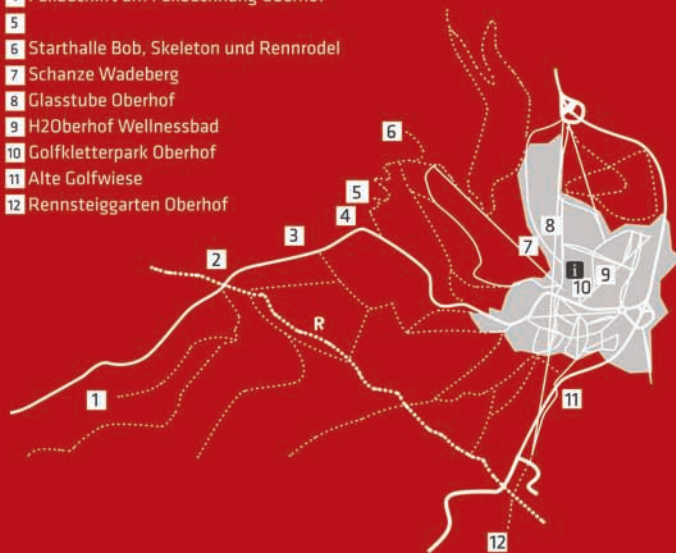 5
6 Starthalle Bob, Skeleton und Rennrodel
7 Schanze Wadeberg
8 Glasstube Oberhof
9 H2Oberhof Wellnessbad
10 Golfkletterpark Oberhof
11 Alte Golfwiese
12 Rennsteiggarten Oberhof
6
5
4
3
2
R
1
8
7
i
9
10
11
12